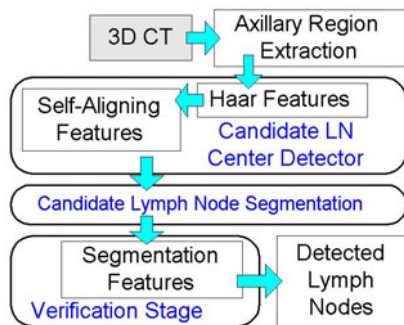 3D CT
Axillary Region
Extraction
Haar Features
Self-Aligning
Features
Candidate LN
Center Detector
Candidate Lymph Node Segmentation
Segmentation
Features
Verification Stage
Detected
Lymph
Nodes